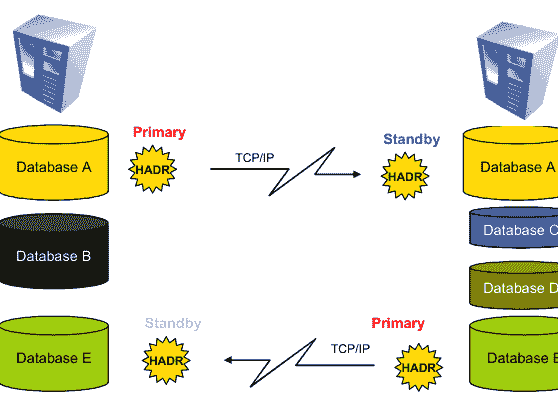 Primary
Standby
Database A
HADR
TCP/IP
HADR
Database A
Database B
Database C
Database D
Standby
Primary
Database E
HADR
TCP/IP
HADR
Database E